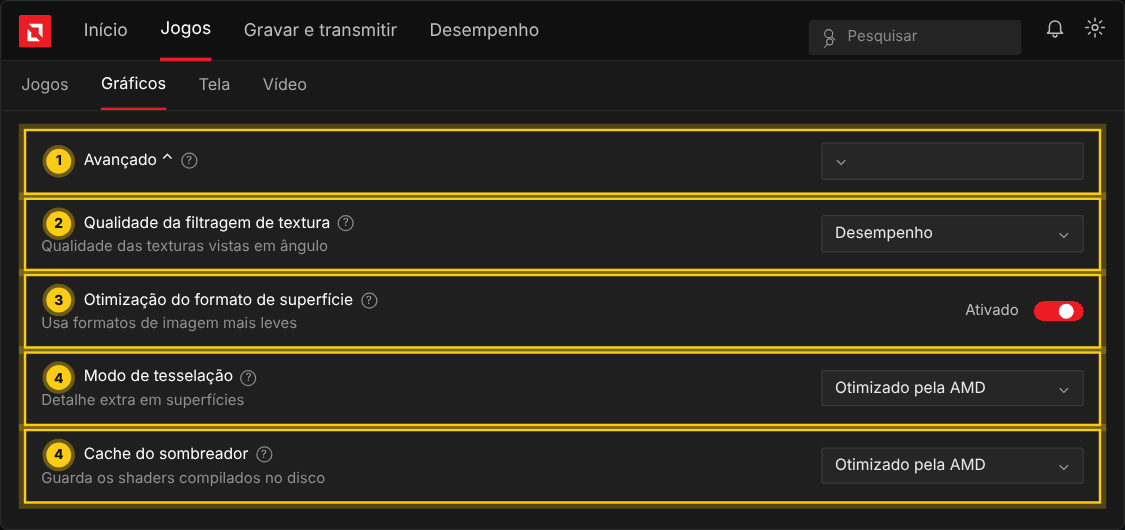 Início Jogos Gravar e transmitir Desempenho Pesquisar
Jogos Gráficos Tela Vídeo
1 Avançado ^ ?
2 Qualidade da filtragem de textura ?
Qualidade das texturas vistas em ângulo
Desempenho
3 Otimização do formato de superfície ?
Usa formatos de imagem mais leves
Ativado
4 Modo de tesselação ?
Detalhe extra em superfícies
Otimizado pela AMD
4 Cache do sombreador ?
Guarda os shaders compilados no disco
Otimizado pela AMD